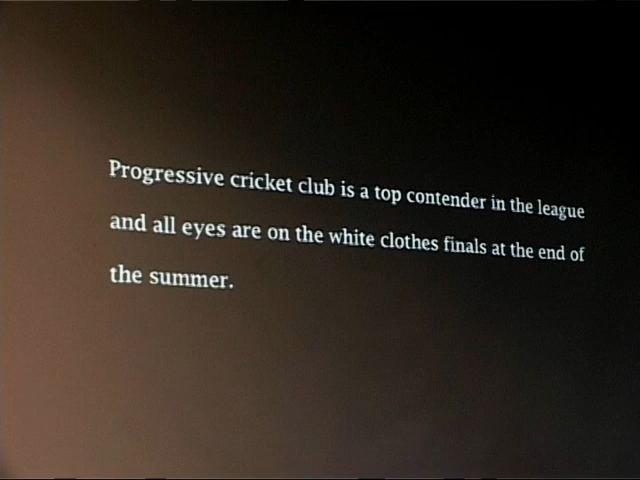 Progressive cricket club is a top contender in the league
and all eyes are on the white clothes finals at the end of
the summer.